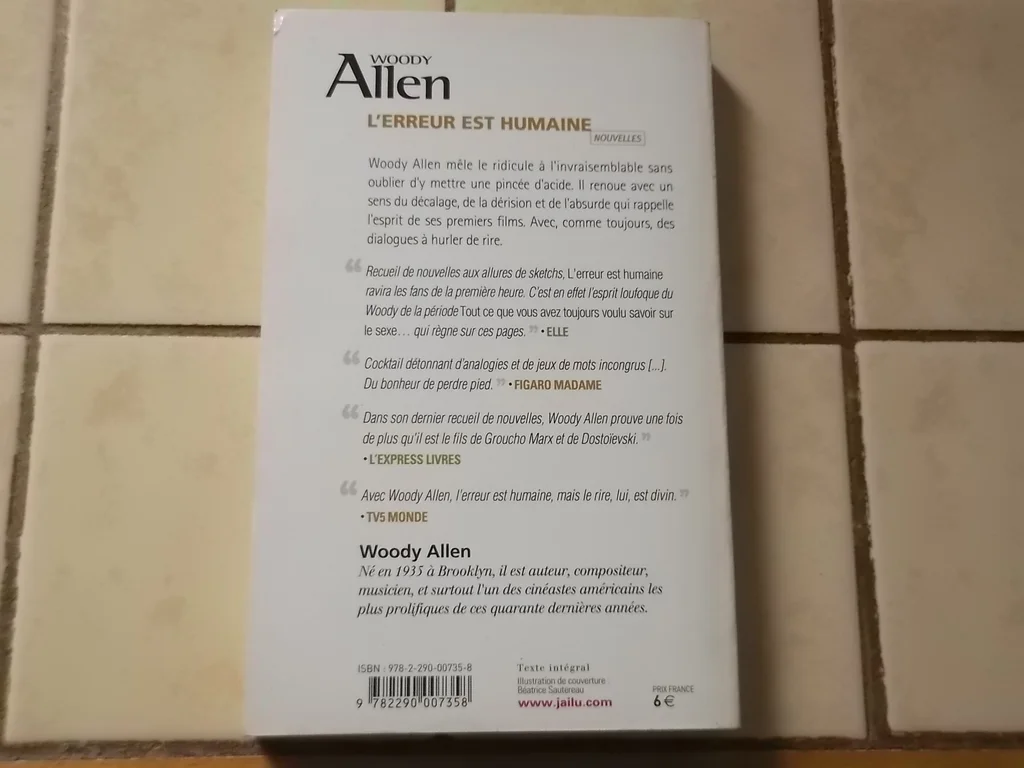 WOODY
Allen
L'ERREUR EST HUMAINE
NOUVELLES
Woody Allen mêle le ridicule à l'invraisemblable sans
oublier d'y mettre une pincée d'acide. Il renoue avec un
sens du décalage, de la dérision et de l'absurde qui rappelle
l'esprit de ses premiers films. Avec, comme toujours, des
dialogues à hurler de rire.
“ Recueil de nouvelles aux allures de sketchs, L'erreur est humaine
ravira les fans de la première heure. C'est en effet l'esprit loufoque du
Woody de la période Tout ce que vous avez toujours voulu savoir sur
le sexe... qui règne sur ces pages. ” • ELLE
“ Cocktail détonnant d'analogies et de jeux de mots incongrus [...].
Du bonheur de perdre pied. ” • FIGARO MADAME
“ Dans son dernier recueil de nouvelles, Woody Allen prouve une fois
de plus qu'il est le fils de Groucho Marx et de Dostoïevski. ”
• L'EXPRESS LIVRES
“ Avec Woody Allen, l'erreur est humaine, mais le rire, lui, est divin. ”
• TV5 MONDE
Woody Allen
Né en 1935 à Brooklyn, il est auteur, compositeur,
musicien, et surtout l'un des cinéastes américains les
plus prolifiques de ces quarante dernières années.
ISBN : 978-2-290-00735-8
9 782290 007358
Texte intégral
Illustration de couverture :
Béatrice Sautereau
www.jailu.com
PRIX FRANCE
6 €